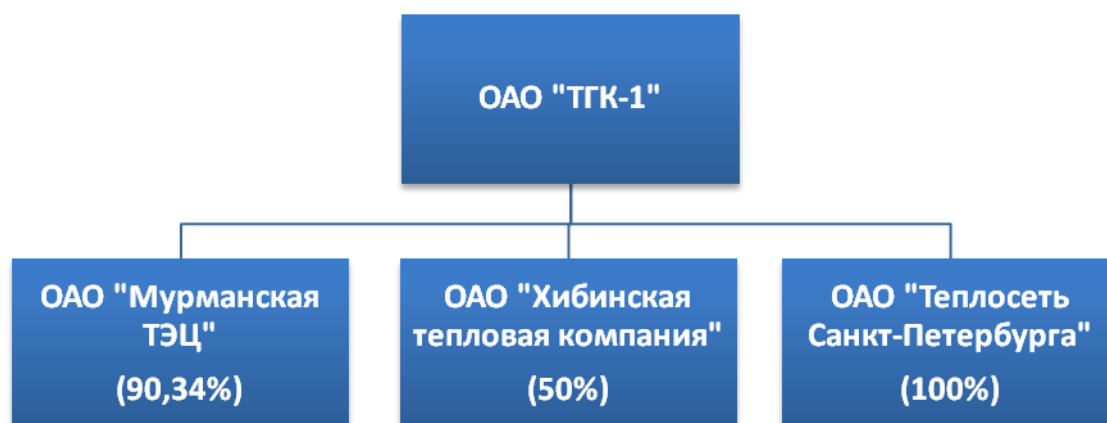 ОАО "ТГК-1"
ОАО "Мурманская
ТЭЦ"
(90,34%)
ОАО "Хибинская
тепловая компания"
(50%)
ОАО "Теплосеть
Санкт-Петербурга"
(100%)